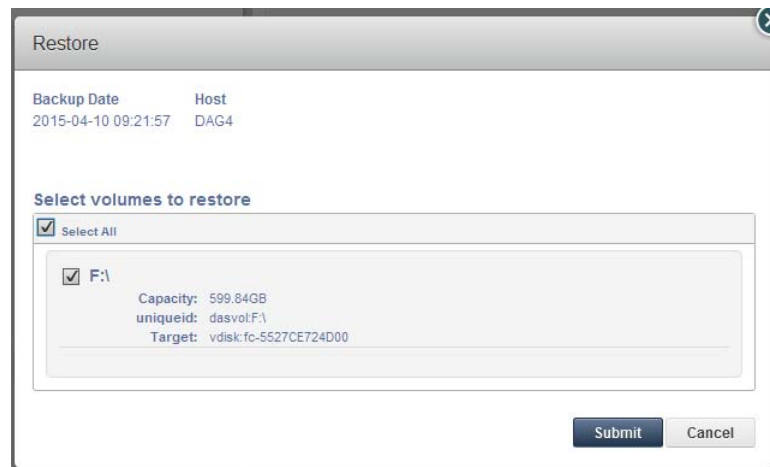 Restore
Backup Date Host
2015-04-10 09:21:57 DAG4
Select volumes to restore
Select All
F:\
Capacity: 599.84GB
uniqueid: dasvol:F:\
Target: vdisk:fc-5527CE724D00
Submit Cancel